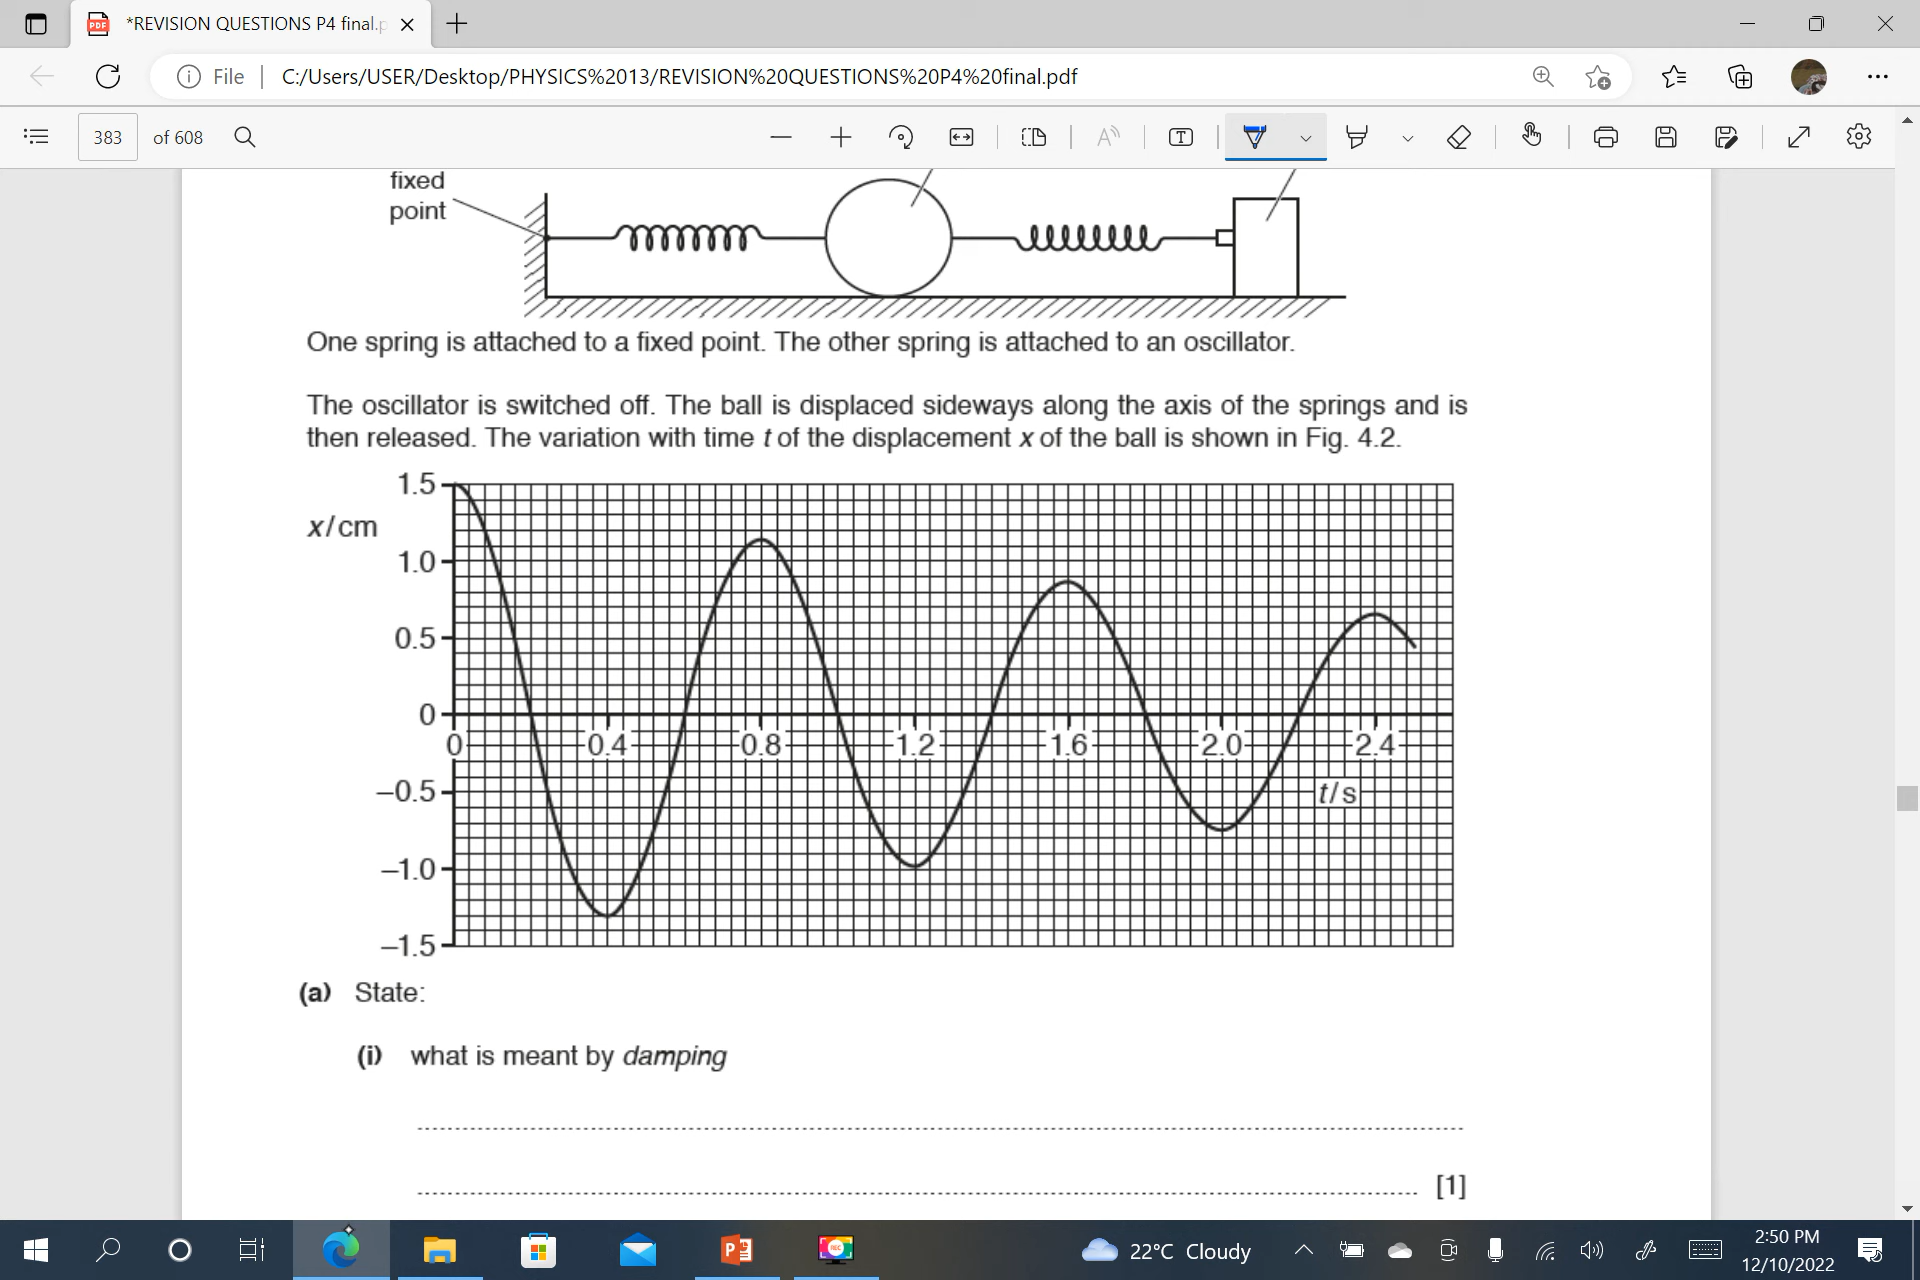 *REVISION QUESTIONS P4 final.p
File
C:/Users/USER/Desktop/PHYSICS%2013/REVISION%20QUESTIONS%20P4%20final.pdf
383 of 608
fixed
point
One spring is attached to a fixed point. The other spring is attached to an oscillator.
The oscillator is switched off. The ball is displaced sideways along the axis of the springs and is
then released. The variation with time t of the displacement x of the ball is shown in Fig. 4.2.
1.5
x/cm
1.0
0.5
0
0 0.4 0.8 1.2 1.6 2.0 2.4
−0.5
t/s
−1.0
−1.5
(a) State:
(i) what is meant by damping
[1]
22°C Cloudy
2:50 PM
12/10/2022